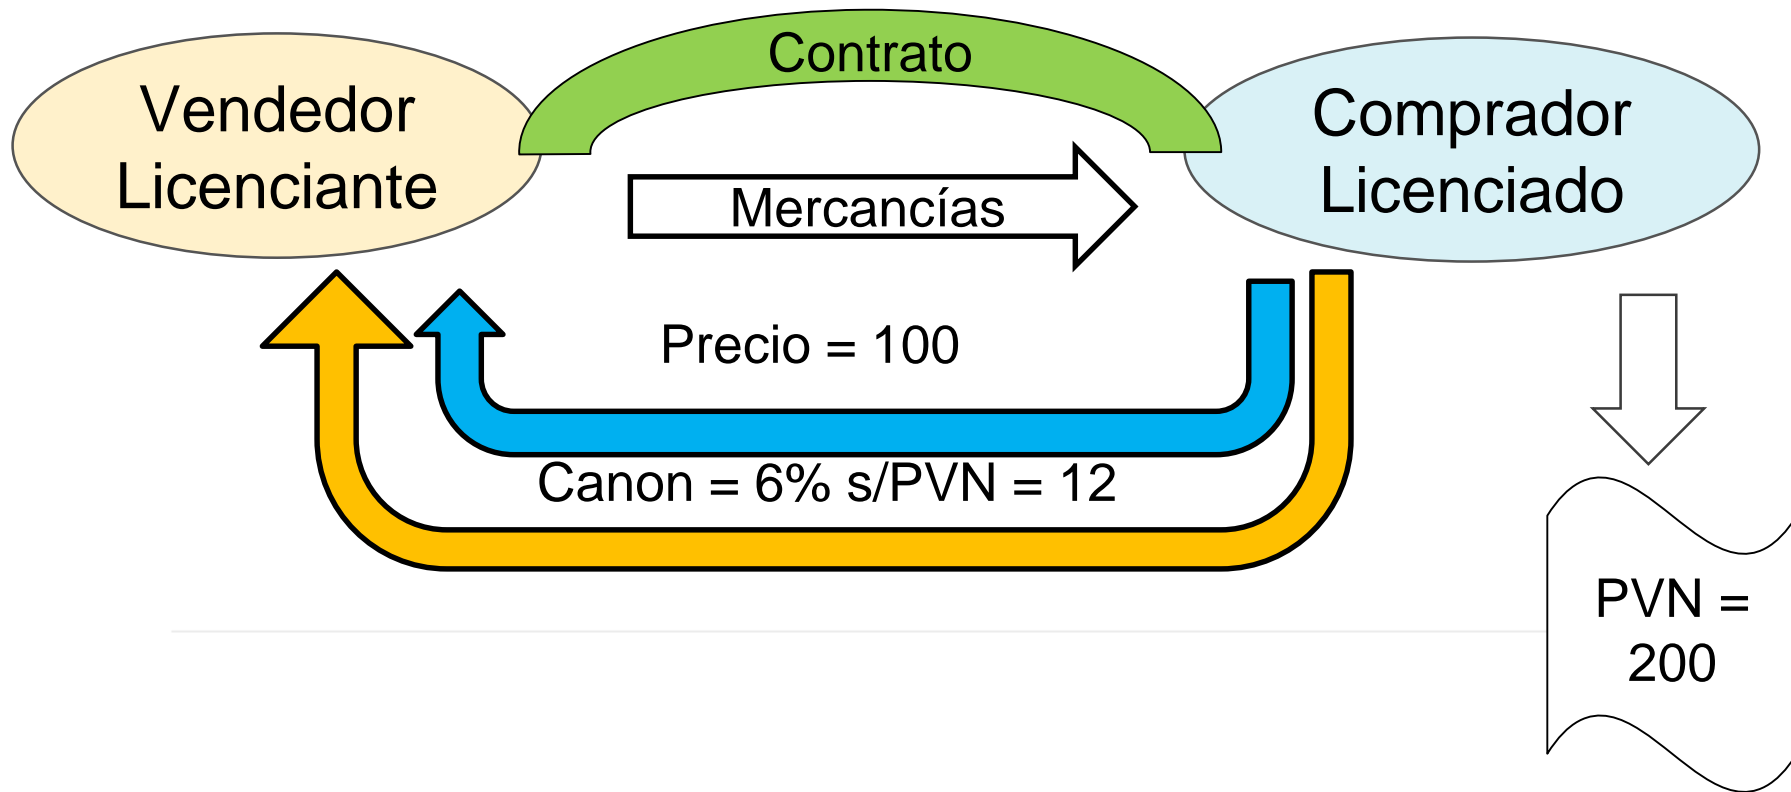 Contrato
Vendedor
Licenciante
Comprador
Licenciado
Mercancías
Precio = 100
Canon = 6% s/PVN = 12
PVN =
200